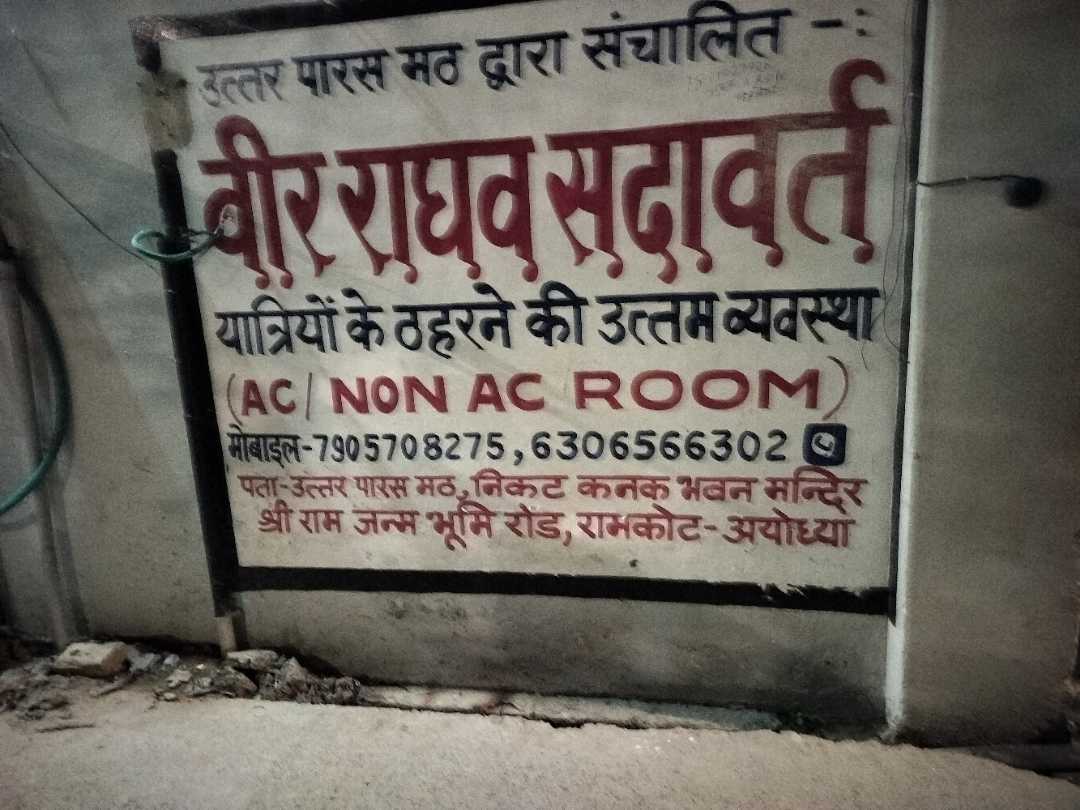 उत्तर पारस मठ द्वारा संचालित -:
वीर राघव सदावर्त
यात्रियों के ठहरने की उत्तम व्यवस्था
(AC/ NON AC ROOM)
मोबाइल-7905708275,6306566302
पता-उत्तर पारस मठ, निकट कनक भवन मन्दिर
श्री राम जन्म भूमि रोड, रामकोट-अयोध्या